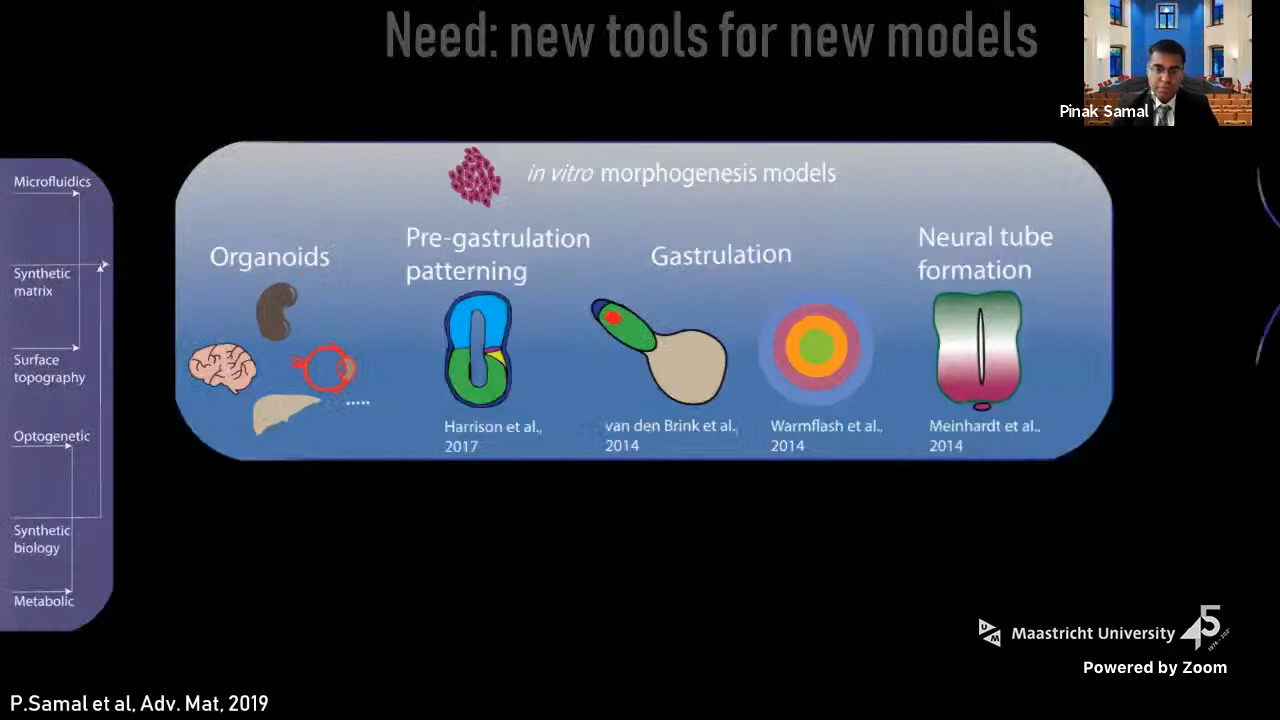 Need: new tools for new models
Pinak Samal
in vitro morphogenesis models
Microfluidics
Synthetic
matrix
Surface
topography
Optogenetic
Synthetic
biology
Metabolic
Organoids
Pre-gastrulation
patterning
Gastrulation
Neural tube
formation
.....
Harrison et al.,
2017
van den Brink et al.,
2014
Warmflash et al.,
2014
Meinhardt et al.,
2014
UM
Maastricht University
45
Powered by Zoom
P.Samal et al, Adv. Mat, 2019